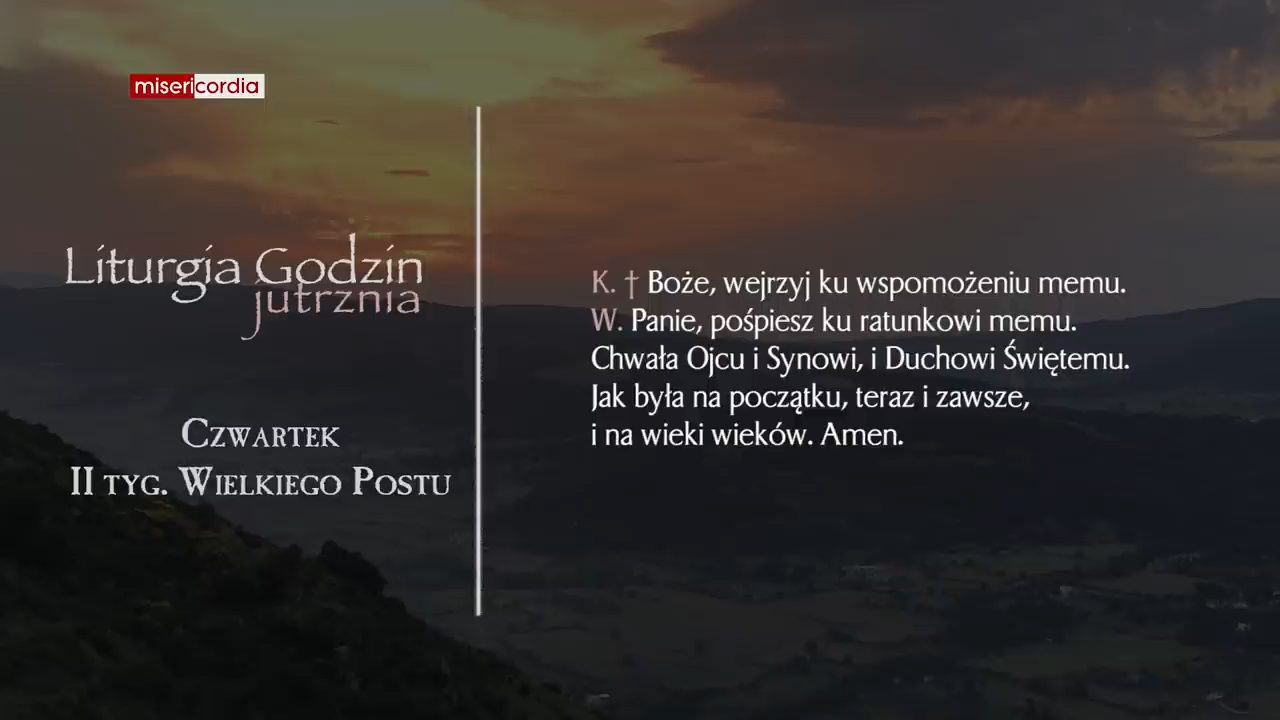 misericordia
Liturgia Godzin
jutrznia
Czwartek
II tyg. Wielkiego Postu
K. † Boże, wejrzyj ku wspomożeniu memu.
W. Panie, pośpiesz ku ratunkowi memu.
Chwała Ojcu i Synowi, i Duchowi Świętemu.
Jak była na początku, teraz i zawsze,
i na wieki wieków. Amen.